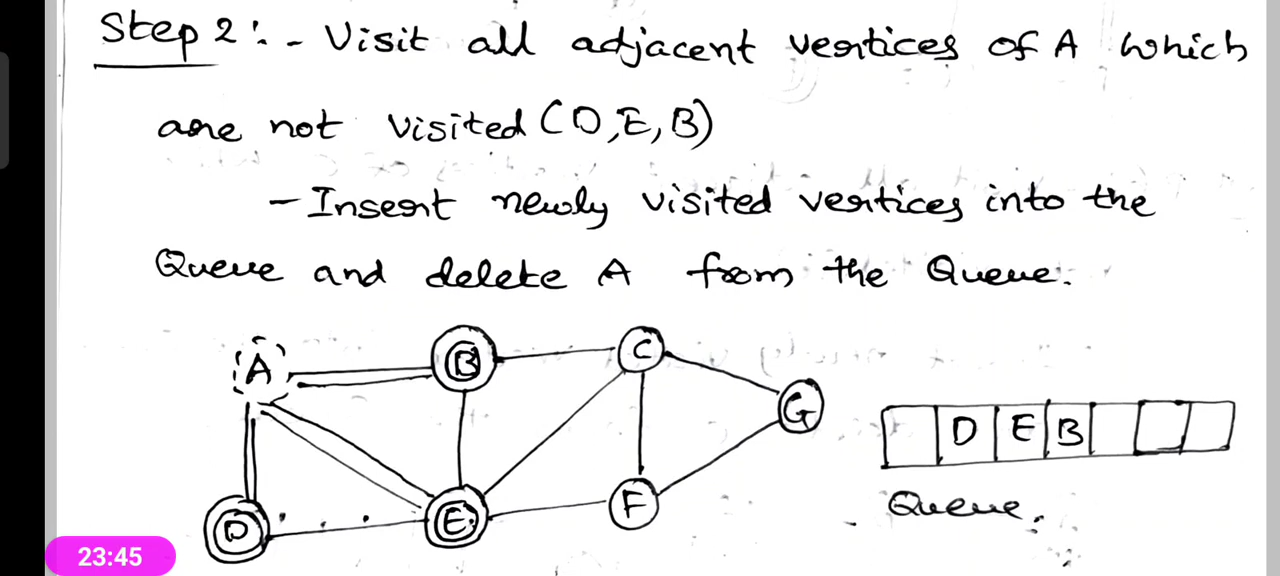 Step 2 :- Visit all adjacent vertices of A which
are not visited (D, E, B)
- Insert newly visited vertices into the
Queue and delete A from the Queue.
A B C
G
D E B
D E F
Queue.
23:45